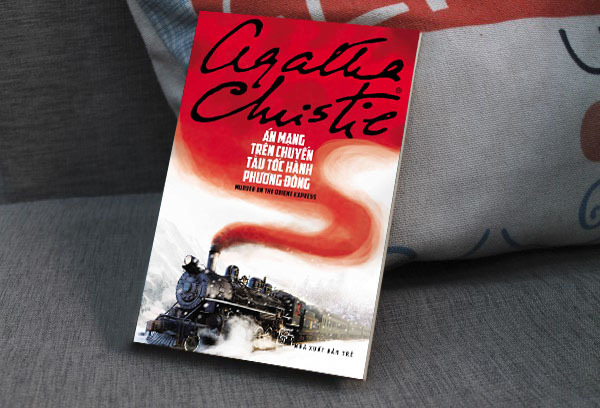 Agatha
Christie®
ÁN MẠNG
TRÊN CHUYẾN
TÀU TỐC HÀNH
PHƯƠNG ĐÔNG
MURDER ON THE ORIENT EXPRESS
NHÀ XUẤT BẢN TRẺ